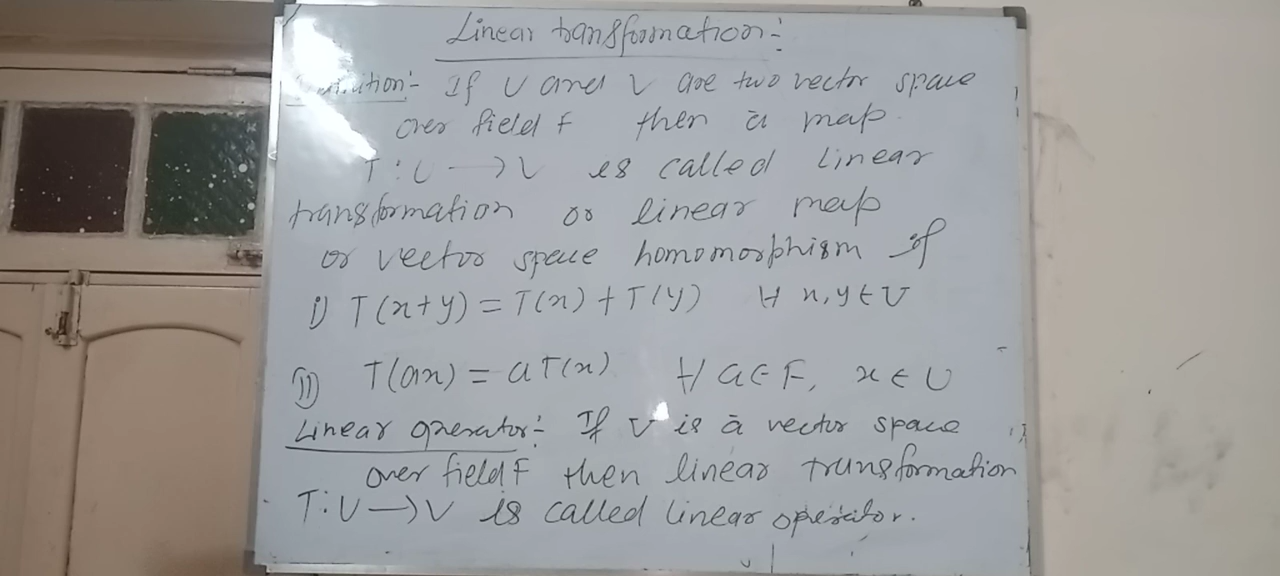 Linear transformation:-
Definition:- If U and V are two vector space
over field F then a map
T:U→V is called Linear
transformation or linear map
or vector space homomorphism if
i) T(x+y) = T(x) + T(y) ∀ x,y ∈ U
ii) T(ax) = aT(x) ∀ a ∈ F, x ∈ U
Linear operator:- If V is a vector space
over field F then linear transformation
T:U→V is called linear operator.